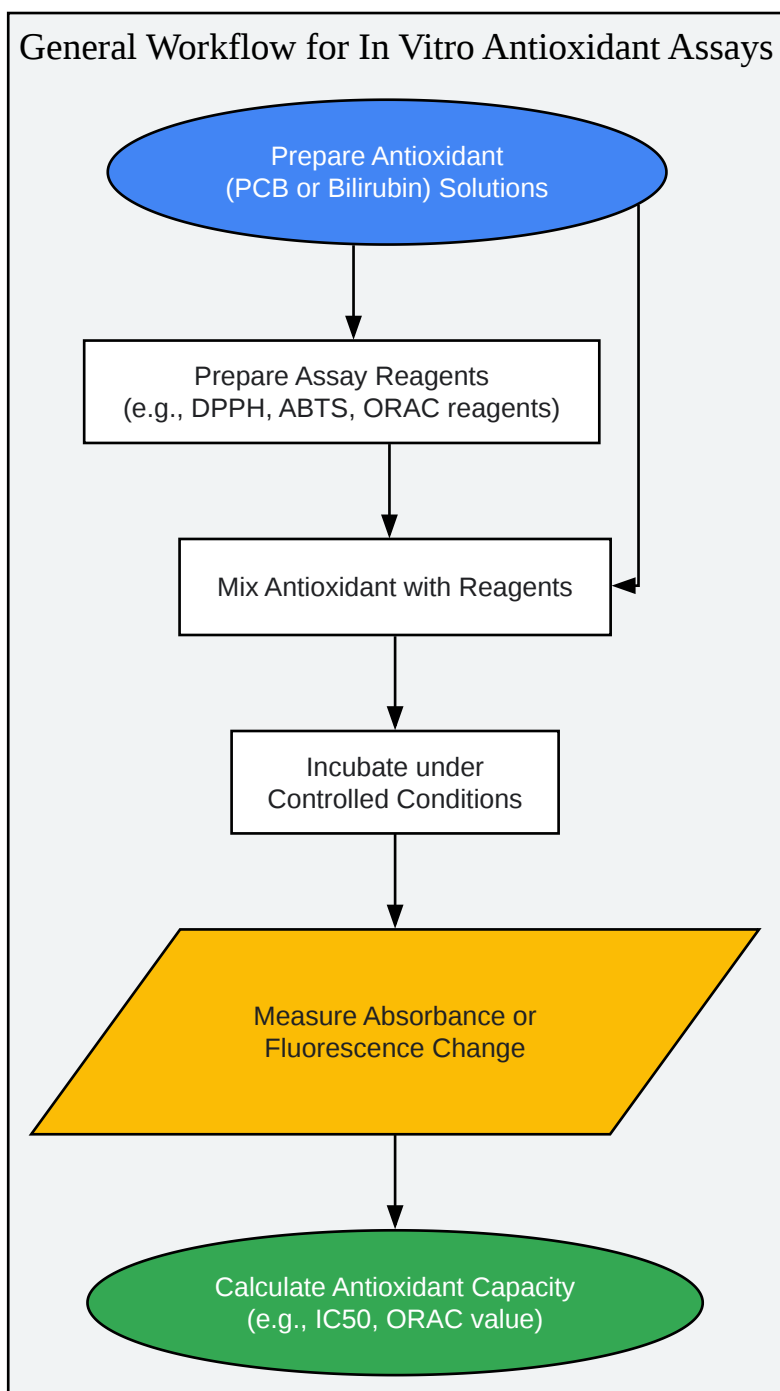 General Workflow for In Vitro Antioxidant Assays
Prepare Antioxidant
(PCB or Bilirubin) Solutions
Prepare Assay Reagents
(e.g., DPPH, ABTS, ORAC reagents)
Mix Antioxidant with Reagents
Incubate under
Controlled Conditions
Measure Absorbance or
Fluorescence Change
Calculate Antioxidant Capacity
(e.g., IC50, ORAC value)